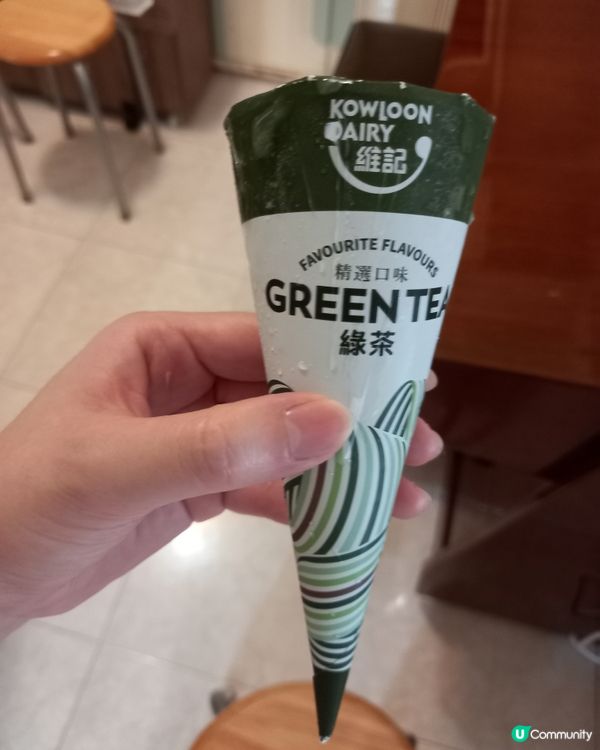 KOWLOON
DAIRY
維記
FAVOURITE FLAVOURS
精選口味
GREEN TEA
綠茶
U Community